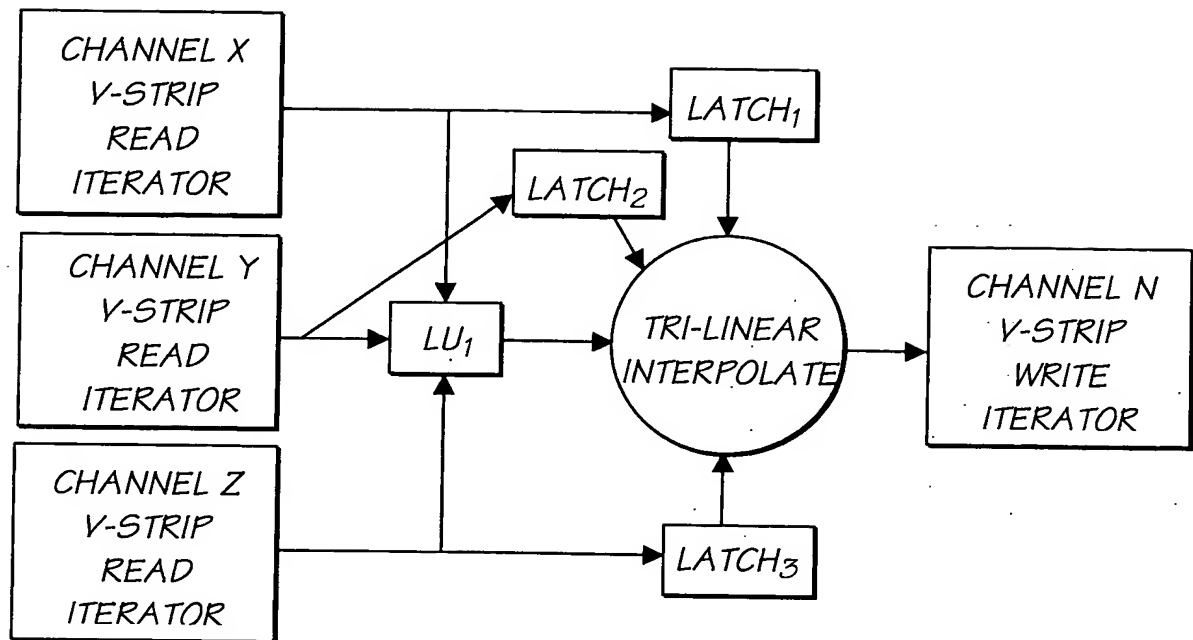 CHANNEL X
V-STRIP
READ
ITERATOR
LATCH₁
LATCH₂
CHANNEL Y
V-STRIP
READ
ITERATOR
LU₁
TRI-LINEAR
INTERPOLATE
CHANNEL N
V-STRIP
WRITE
ITERATOR
CHANNEL Z
V-STRIP
READ
ITERATOR
LATCH₃